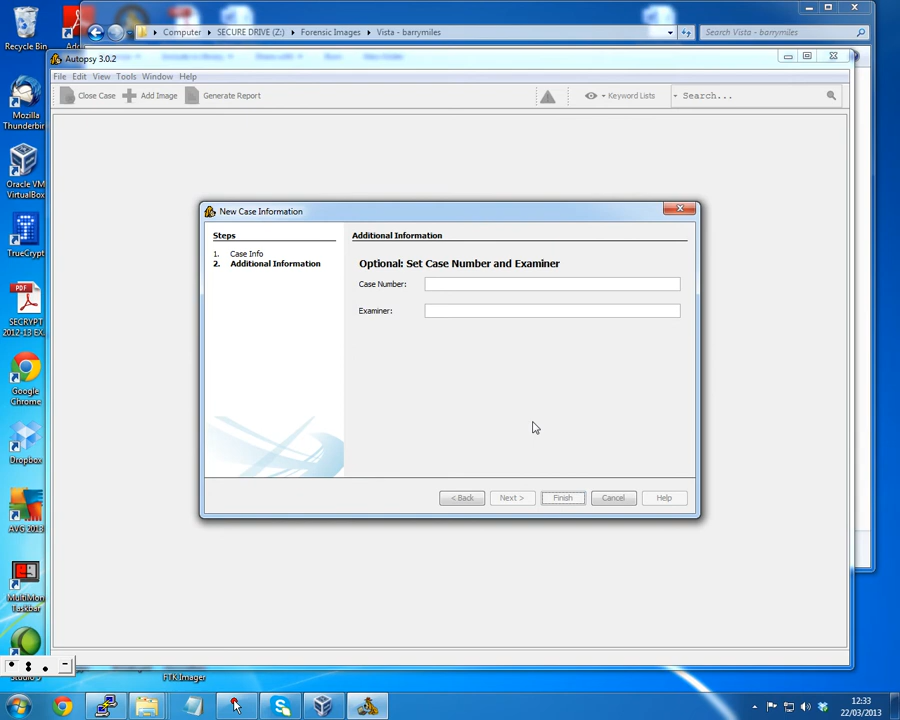 Computer ▸ SECURE DRIVE (Z:) ▸ Forensic Images ▸ Vista - barrymiles
Search Vista - barrymiles
Recycle Bin
Autopsy 3.0.2
File Edit View Tools Window Help
Close Case Add Image Generate Report Keyword Lists Search...
Mozilla
Thunderbir
Oracle VM
VirtualBox
TrueCrypt
SECRYPT
2012-13 EX
Google
Chrome
Dropbox
AVG 2013
MultiMon
Taskbar
New Case Information
Steps
1. Case Info
2. Additional Information
Additional Information
Optional: Set Case Number and Examiner
Case Number:
Examiner:
< Back Next > Finish Cancel Help
FTK Imager
12:33
22/03/2013